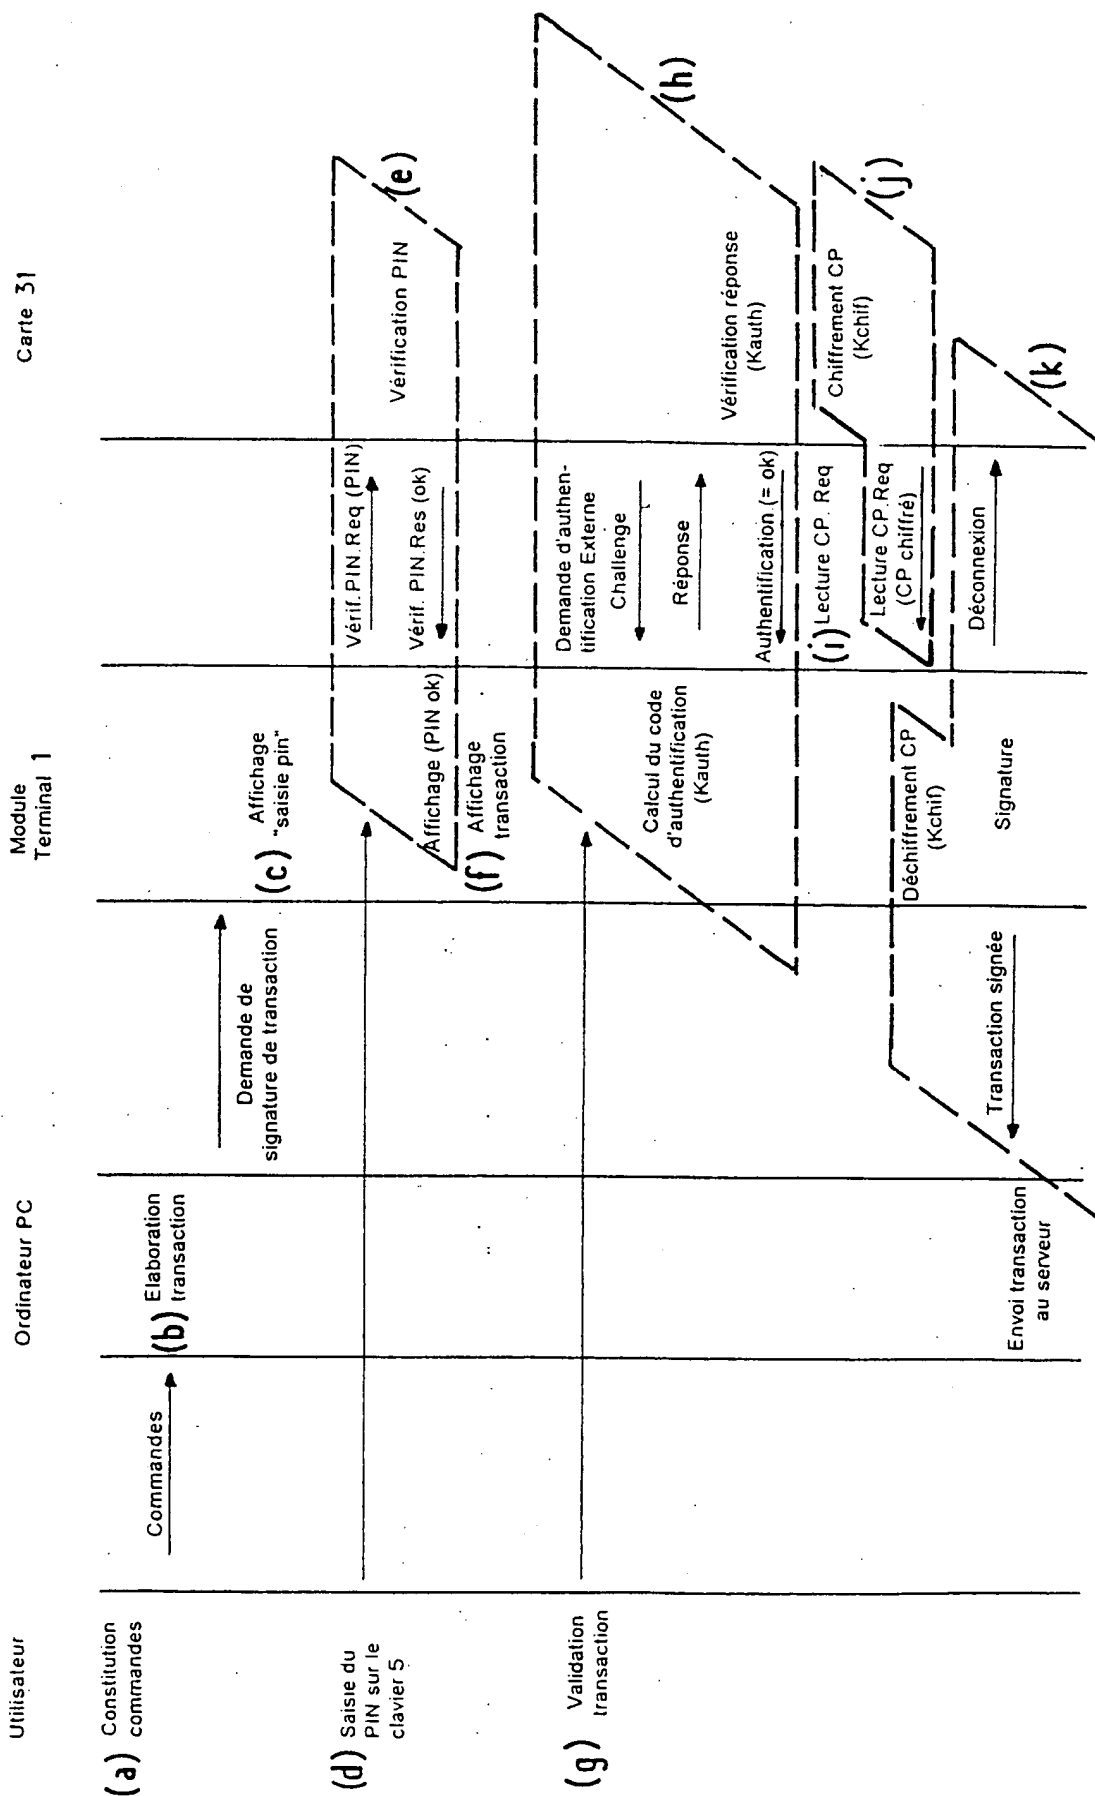 Utilisateur
Ordinateur PC
Module
Terminal 1
Carte 31
(a) Constitution
commandes
Commandes
(b) Elaboration
transaction
Demande de
signature de transaction
(c) Affichage
"saisie pin"
(d) Saisie du
PIN sur le
clavier 5
Vérif.PIN.Req (PIN)
Vérification PIN
(e)
Vérif. PIN.Res (ok)
Affichage (PIN ok)
(f) Affichage
transaction
(g) Validation
transaction
Demande d'authen-
tification Externe
Challenge
Calcul du code
d'authentification
(Kauth)
Réponse
(h)
Vérification réponse
(Kauth)
Authentification (= ok)
(i) Lecture CP. Req
Chiffrement CP
(Kchif)
(j)
Lecture CP.Req
(CP chiffré)
Déchiffrement CP
(Kchif)
Déconnexion
(k)
Signature
Transaction signée
Envoi transaction
au serveur